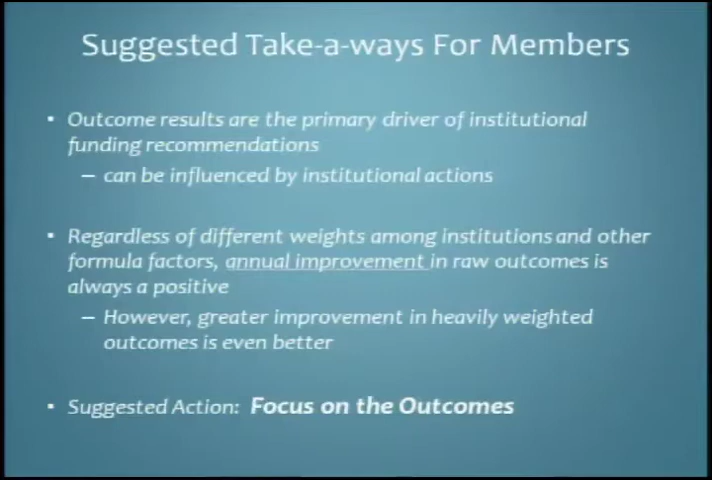 Suggested Take-a-ways For Members
• Outcome results are the primary driver of institutional
funding recommendations
– can be influenced by institutional actions
• Regardless of different weights among institutions and other
formula factors, annual improvement in raw outcomes is
always a positive
– However, greater improvement in heavily weighted
outcomes is even better
• Suggested Action: Focus on the Outcomes